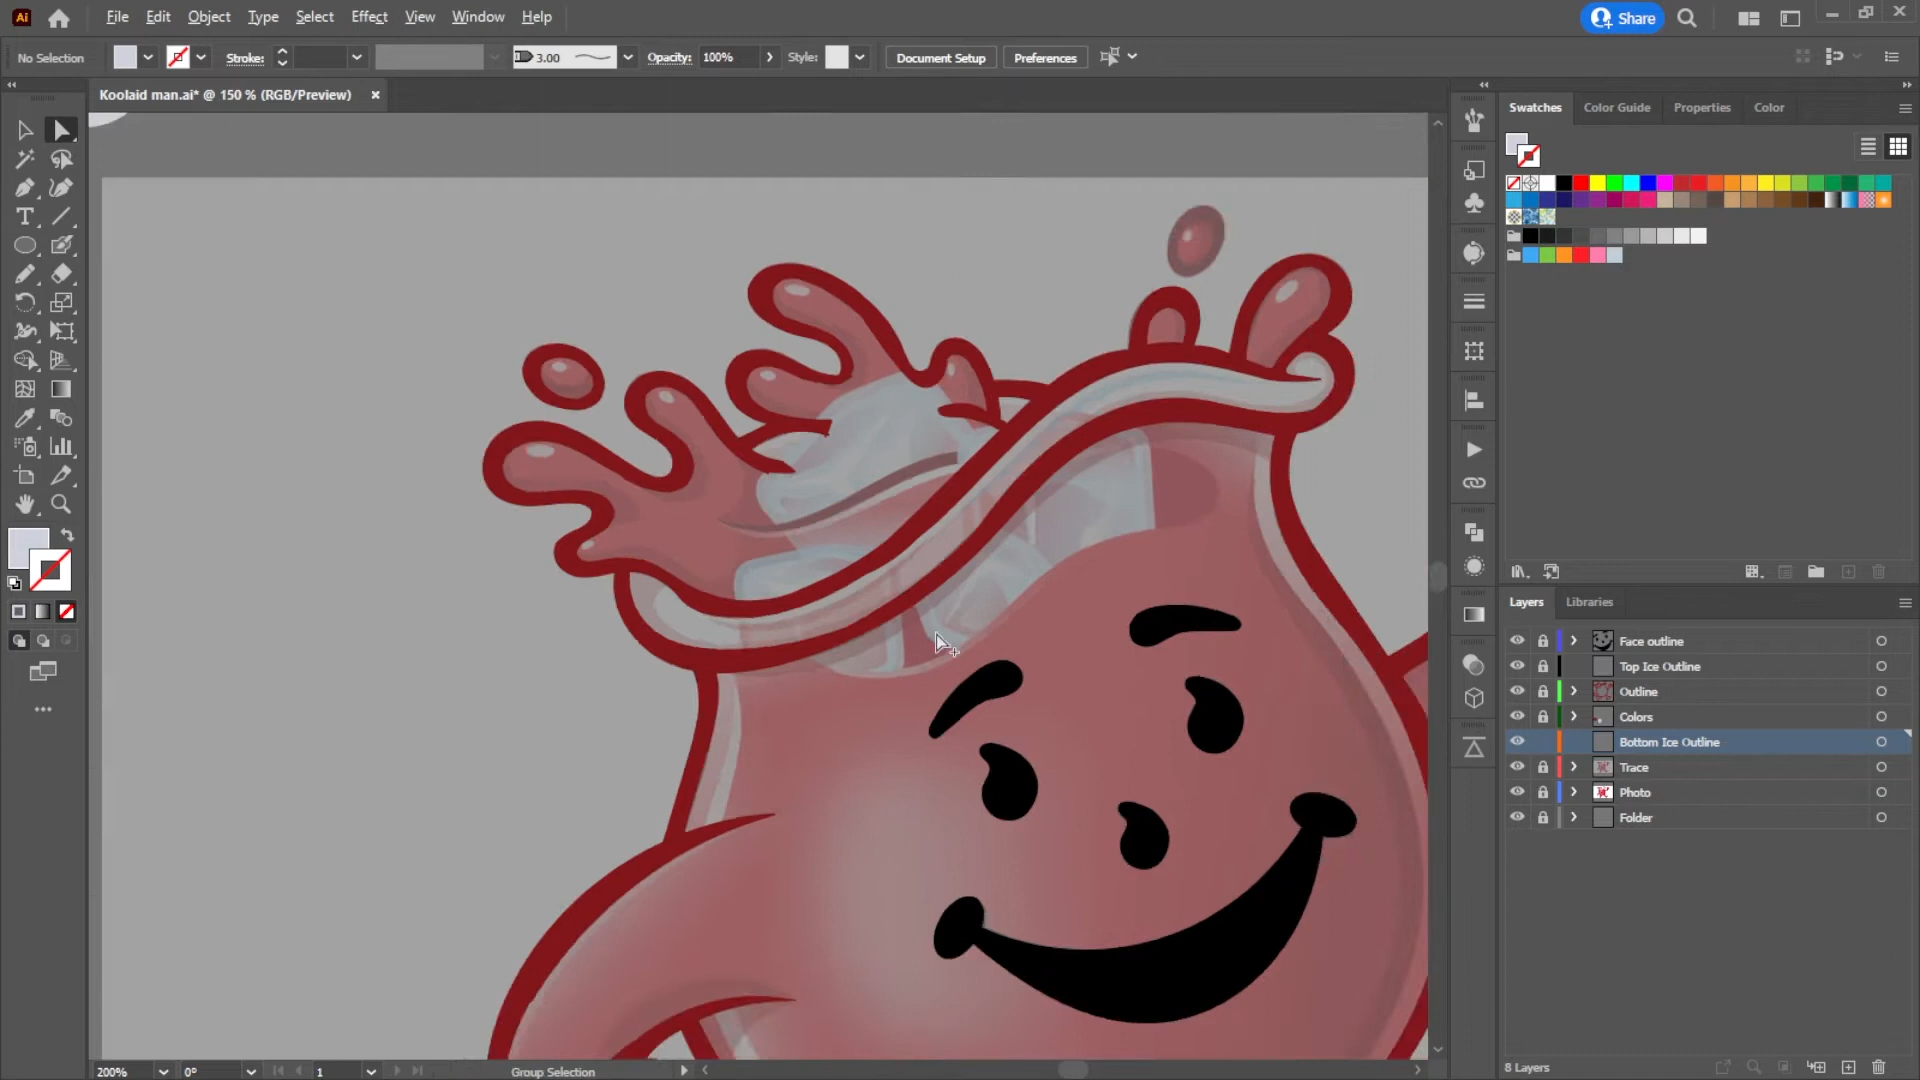 Ai File Edit Object Type Select Effect View Window Help Share
No Selection Stroke: 3.00 Opacity: 100% Style: Document Setup Preferences
Koolaid man.ai* @ 150 % (RGB/Preview)
Swatches Color Guide Properties Color
Layers Libraries
Face outline
Top Ice Outline
Outline
Colors
Bottom Ice Outline
Trace
Photo
Folder
200% 0° 1 Group Selection
8 Layers